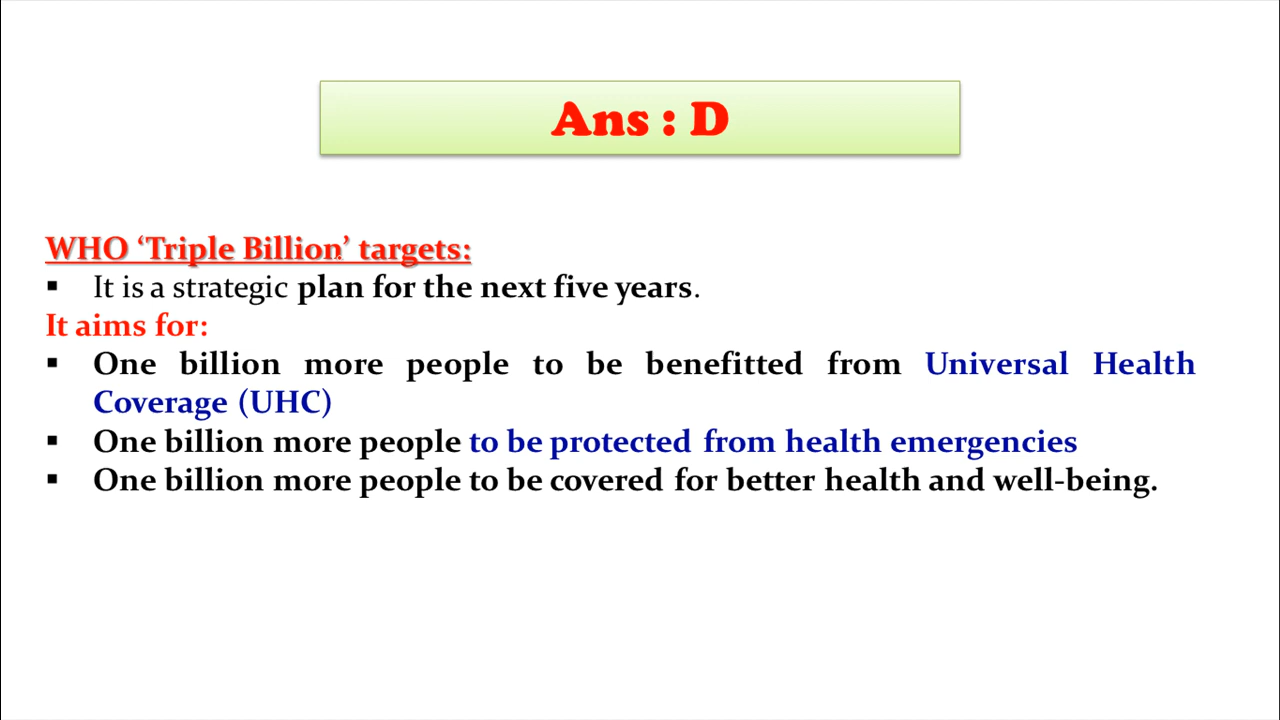 Ans : D
WHO ‘Triple Billion’ targets:
▪ It is a strategic plan for the next five years.
It aims for:
▪ One billion more people to be benefitted from Universal Health
Coverage (UHC)
▪ One billion more people to be protected from health emergencies
▪ One billion more people to be covered for better health and well-being.